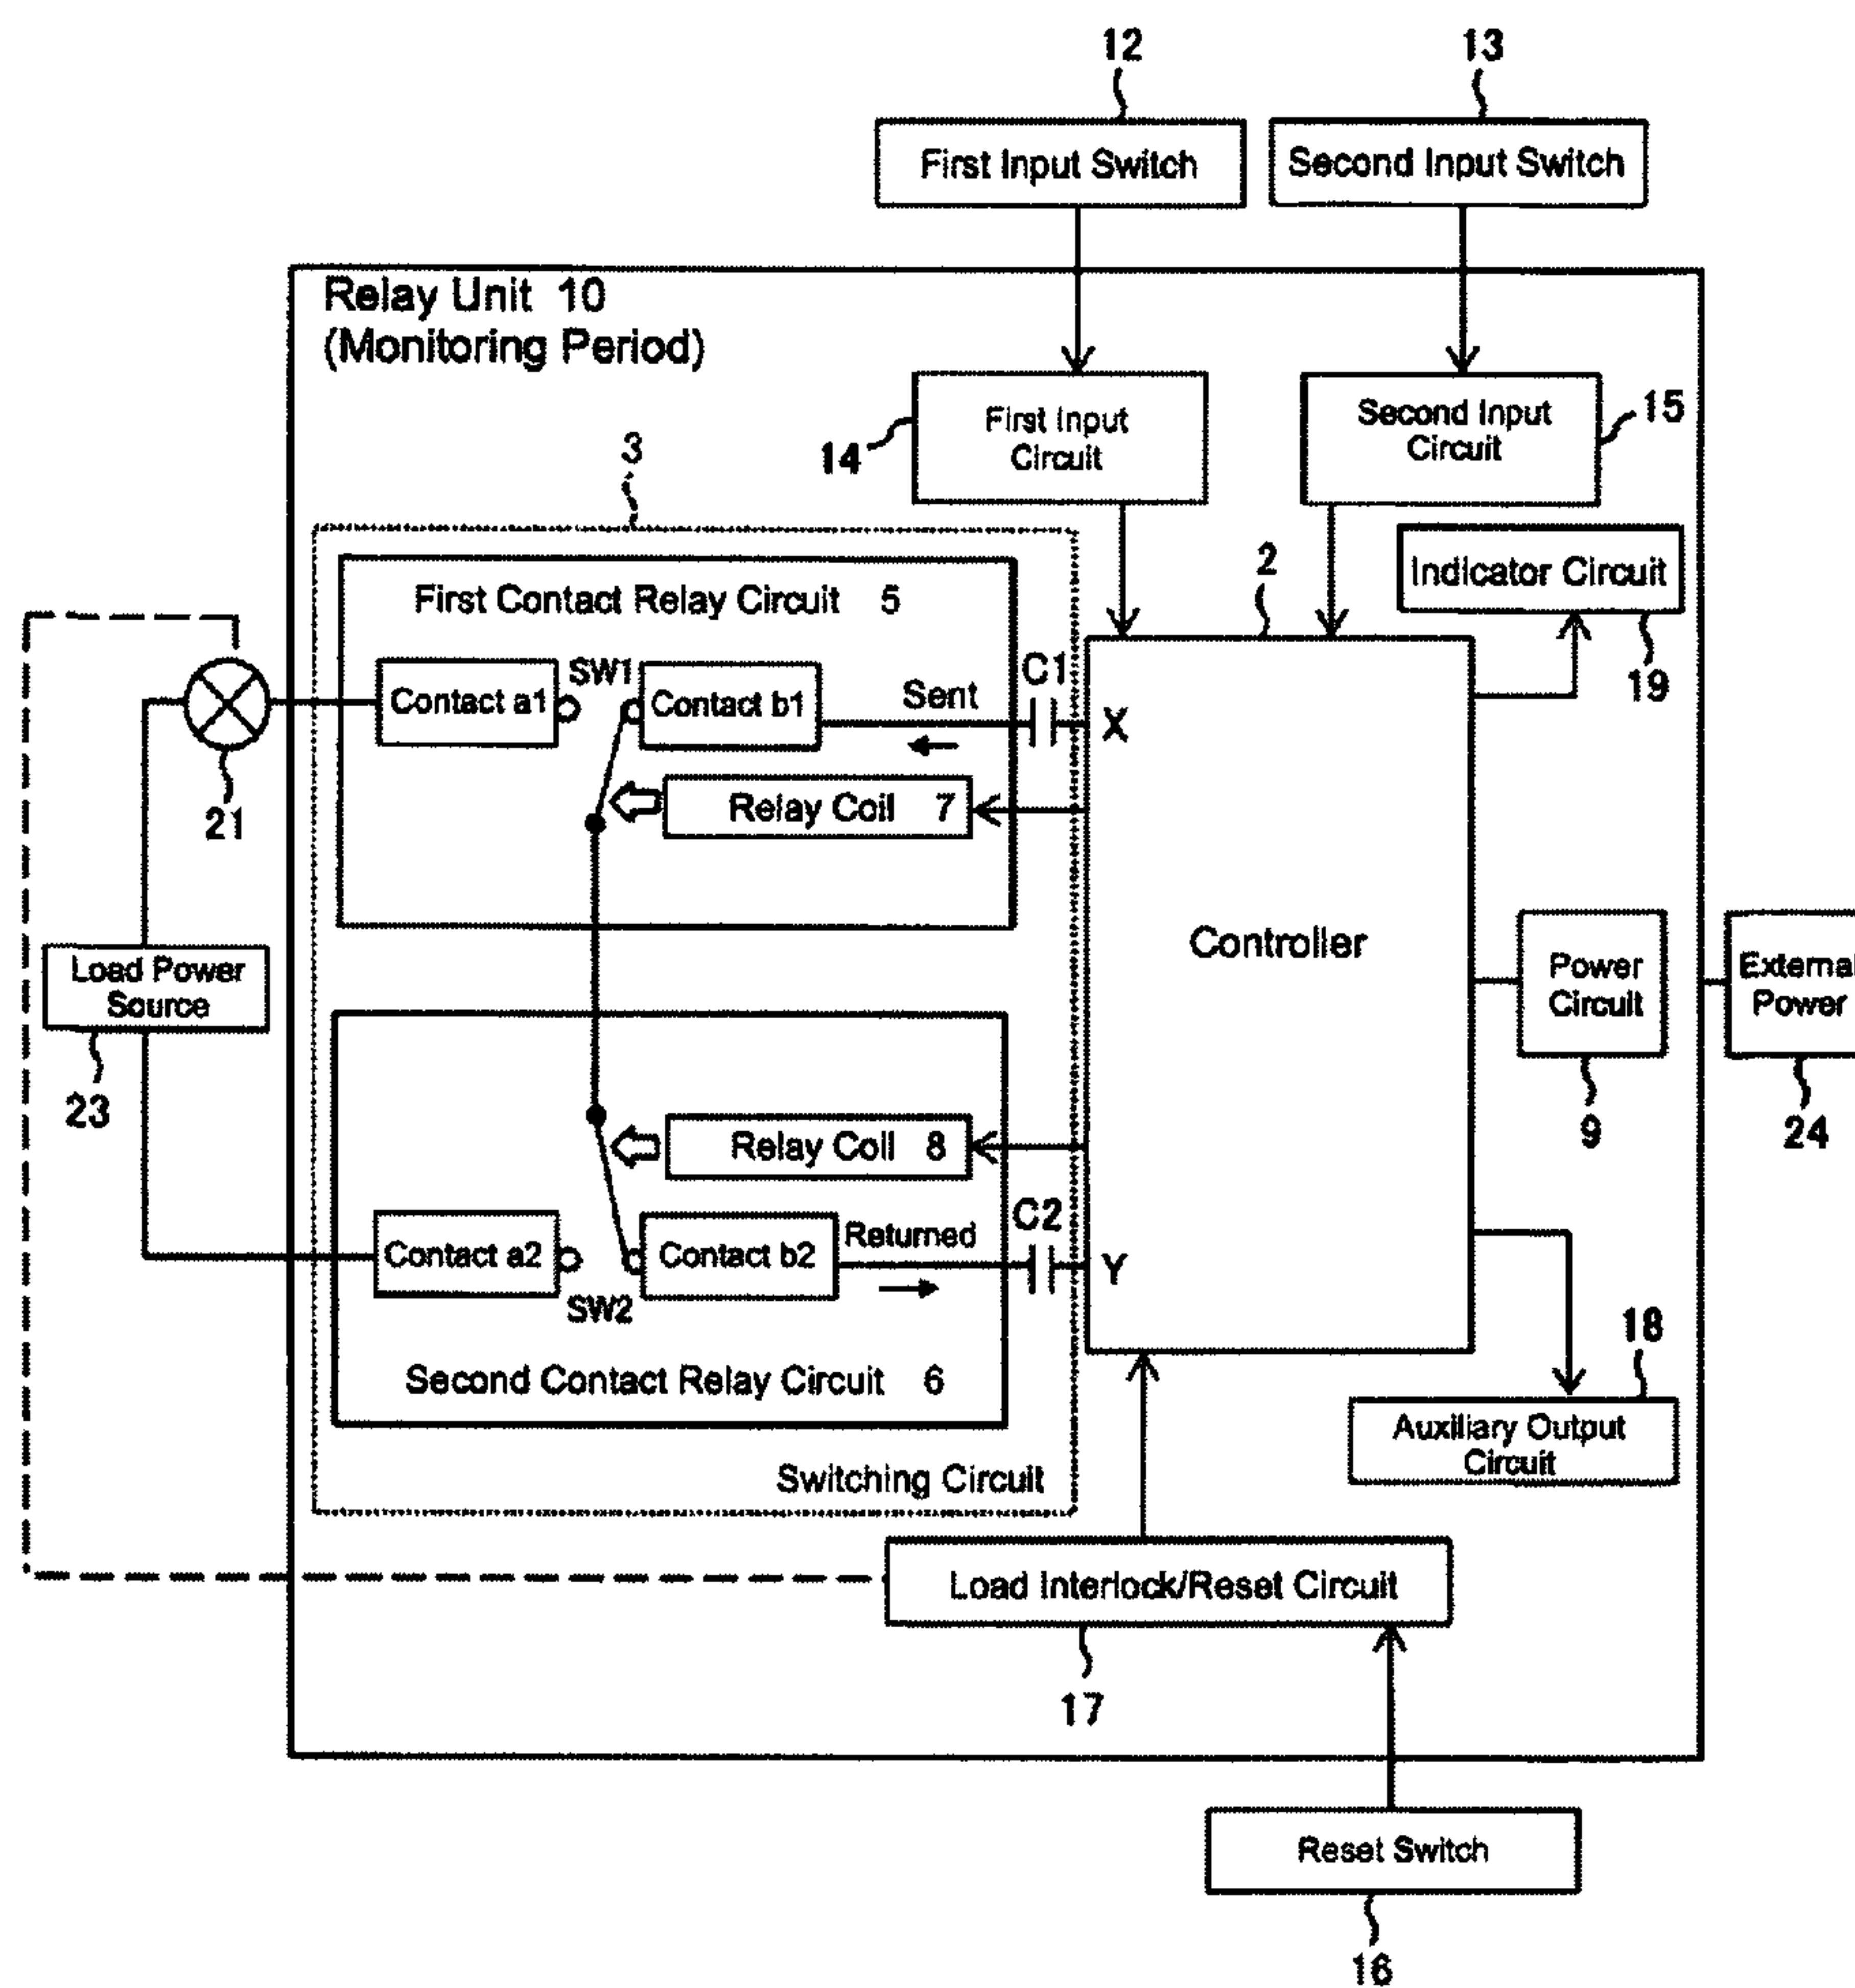 12
13
First Input Switch
Second Input Switch
Relay Unit 10
(Monitoring Period)
First Input
Circuit
14
Second Input
Circuit
15
3
2
Indicator Circuit
19
First Contact Relay Circuit 5
Contact a1
SW1
Contact b1
Sent
C1
X
Relay Coil 7
21
Controller
Load Power
Source
23
Power
Circuit
9
External
Power
24
Relay Coil 8
Contact a2
SW2
Contact b2
Returned
C2
Y
Second Contact Relay Circuit 6
Switching Circuit
18
Auxiliary Output
Circuit
Load Interlock/Reset Circuit
17
Reset Switch
16